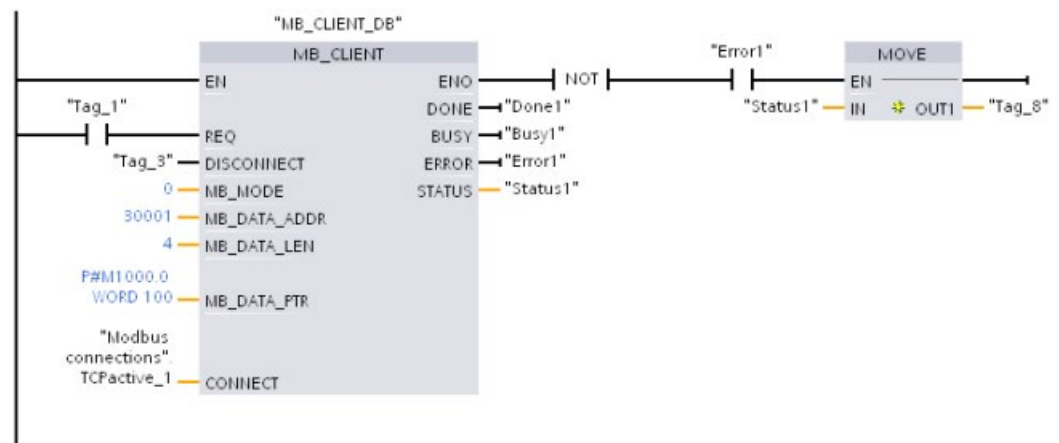 "MB_CLIENT_DB"
MB_CLIENT
"Error1"
MOVE
EN
ENO
NOT
EN
"Tag_1"
DONE
"Done1"
"Status1"
IN
OUT1
"Tag_8"
REQ
BUSY
"Busy1"
"Tag_3"
DISCONNECT
ERROR
"Error1"
0
MB_MODE
STATUS
"Status1"
30001
MB_DATA_ADDR
4
MB_DATA_LEN
P#M1000.0
WORD 100
MB_DATA_PTR
"Modbus
connections".
TCPactive_1
CONNECT